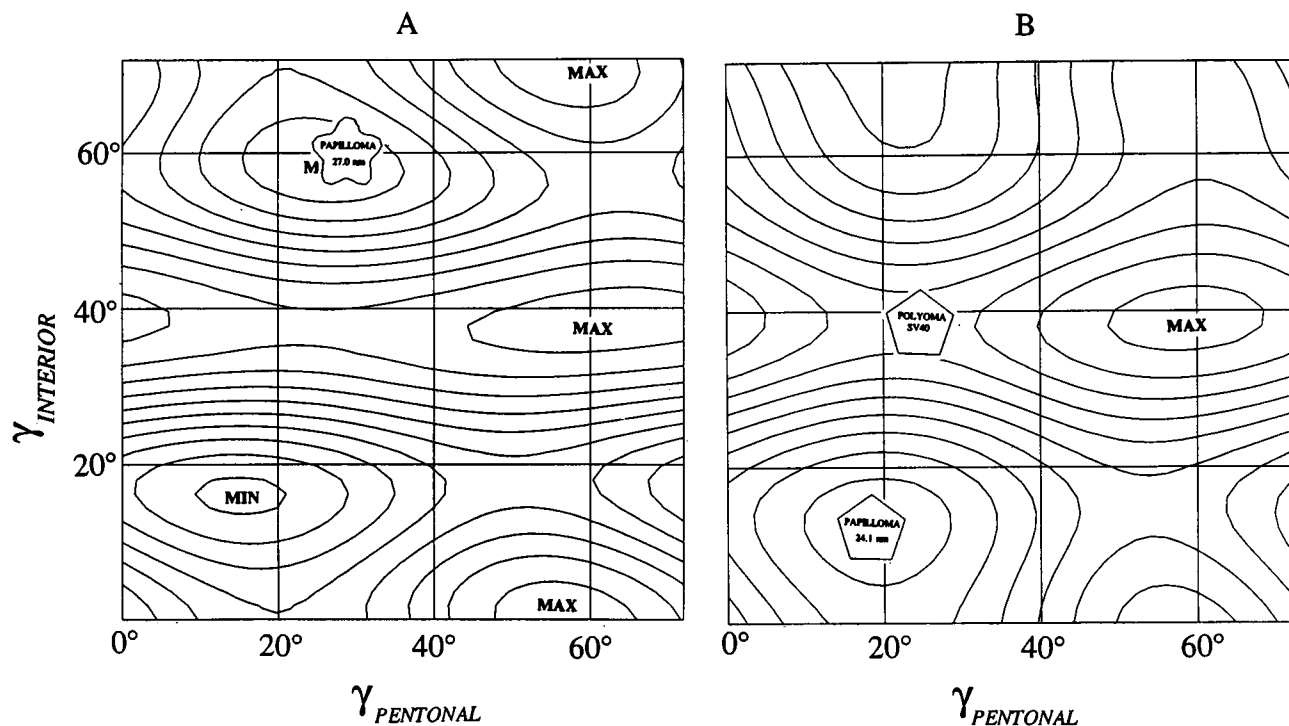 A
B
MAX
PAPILLOMA
27.0 nm
M
60°
40°
20°
γINTERIOR
MAX
MIN
MAX
0° 20° 40° 60°
γPENTONAL
POLYOMA
SV40
MAX
PAPILLOMA
24.1 nm
0° 20° 40° 60°
γPENTONAL